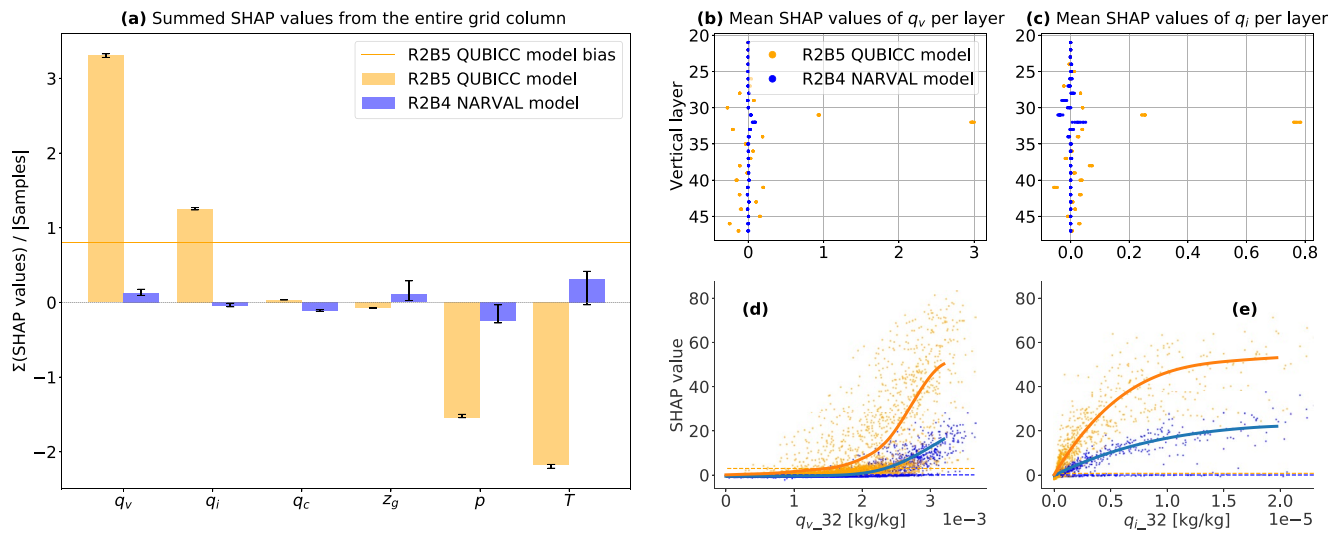 (a) Summed SHAP values from the entire grid column
Σ(SHAP values) / |Samples|
3
2
1
0
−1
−2
R2B5 QUBICC model bias
R2B5 QUBICC model
R2B4 NARVAL model
q_v
q_i
q_c
z_g
p
T
(b) Mean SHAP values of q_v per layer
Vertical layer
20
25
30
35
40
45
R2B5 QUBICC model
R2B4 NARVAL model
0
1
2
3
(c) Mean SHAP values of q_i per layer
20
25
30
35
40
45
0.0
0.2
0.4
0.6
0.8
(d)
SHAP value
80
60
40
20
0
0
1
2
3
1e−3
q_v_32 [kg/kg]
(e)
80
60
40
20
0
0.0
0.5
1.0
1.5
2.0
1e−5
q_i_32 [kg/kg]